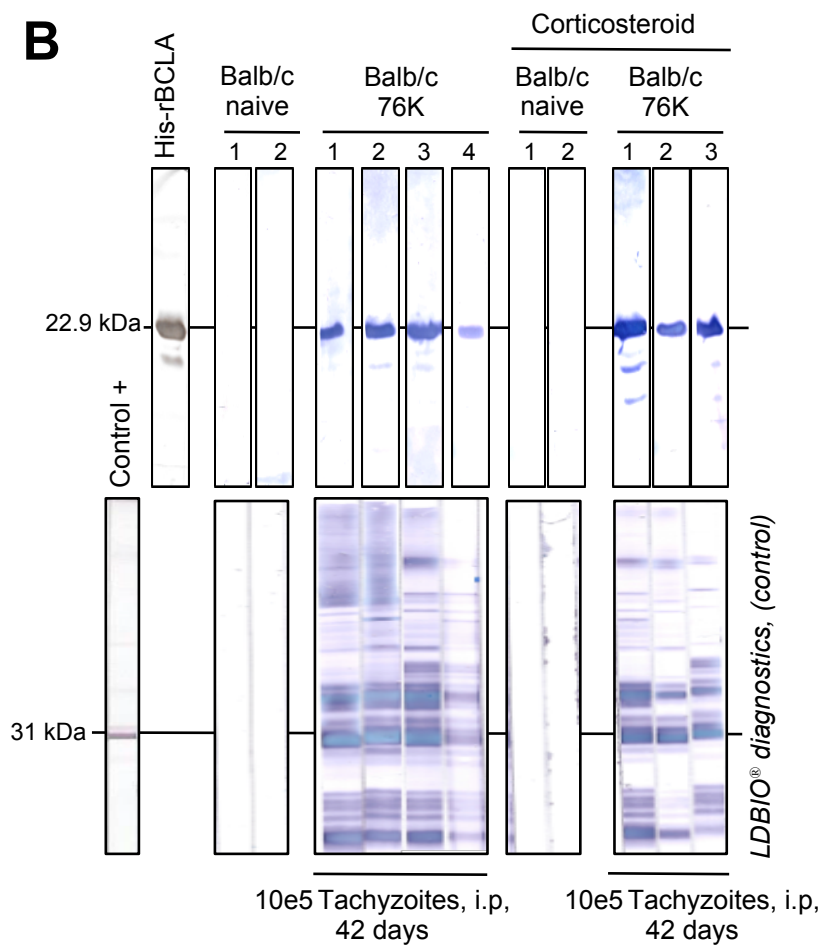 B
Corticosteroid
His-rBCLA
Balb/c
naive
Balb/c
76K
Balb/c
naive
Balb/c
76K
1 2
1 2 3 4
1 2
1 2 3
22.9 kDa
Control +
31 kDa
LDBIO® diagnostics, (control)
10e5 Tachyzoites, i.p,
42 days
10e5 Tachyzoites, i.p,
42 days